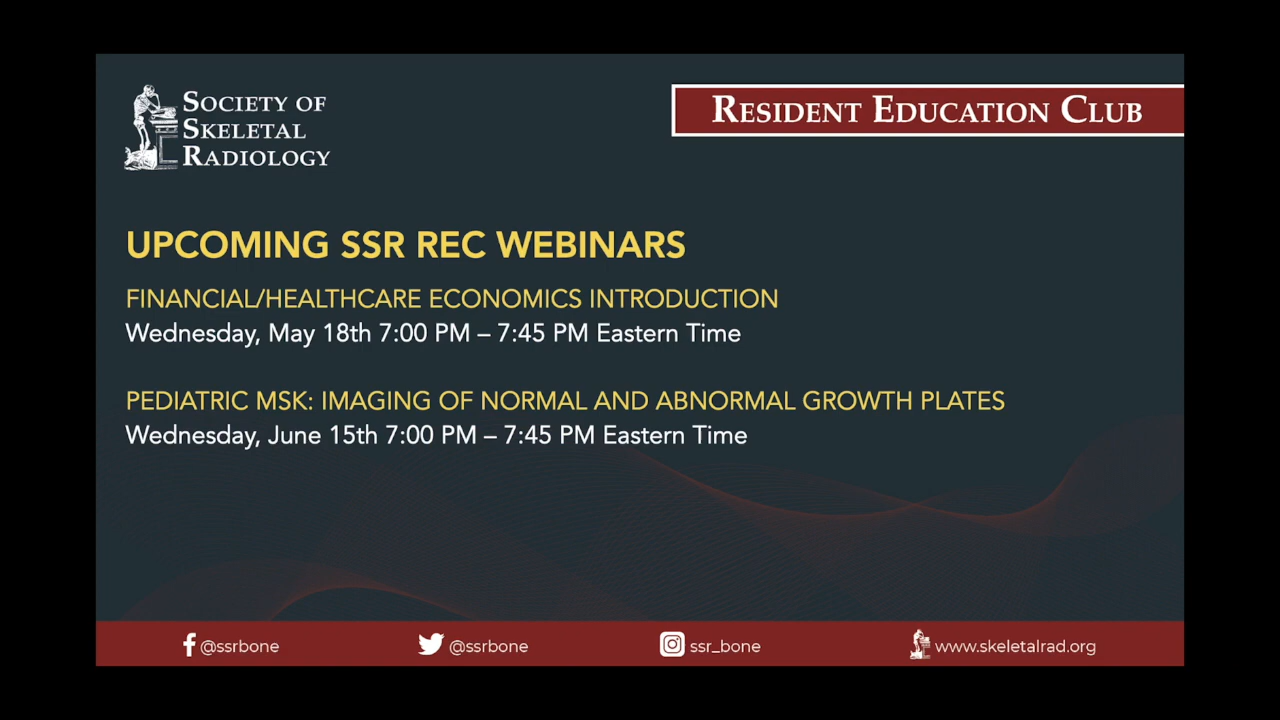 SOCIETY OF
SKELETAL
RADIOLOGY
RESIDENT EDUCATION CLUB
UPCOMING SSR REC WEBINARS
FINANCIAL/HEALTHCARE ECONOMICS INTRODUCTION
Wednesday, May 18th 7:00 PM – 7:45 PM Eastern Time
PEDIATRIC MSK: IMAGING OF NORMAL AND ABNORMAL GROWTH PLATES
Wednesday, June 15th 7:00 PM – 7:45 PM Eastern Time
@ssrbone
@ssrbone
ssr_bone
www.skeletalrad.org